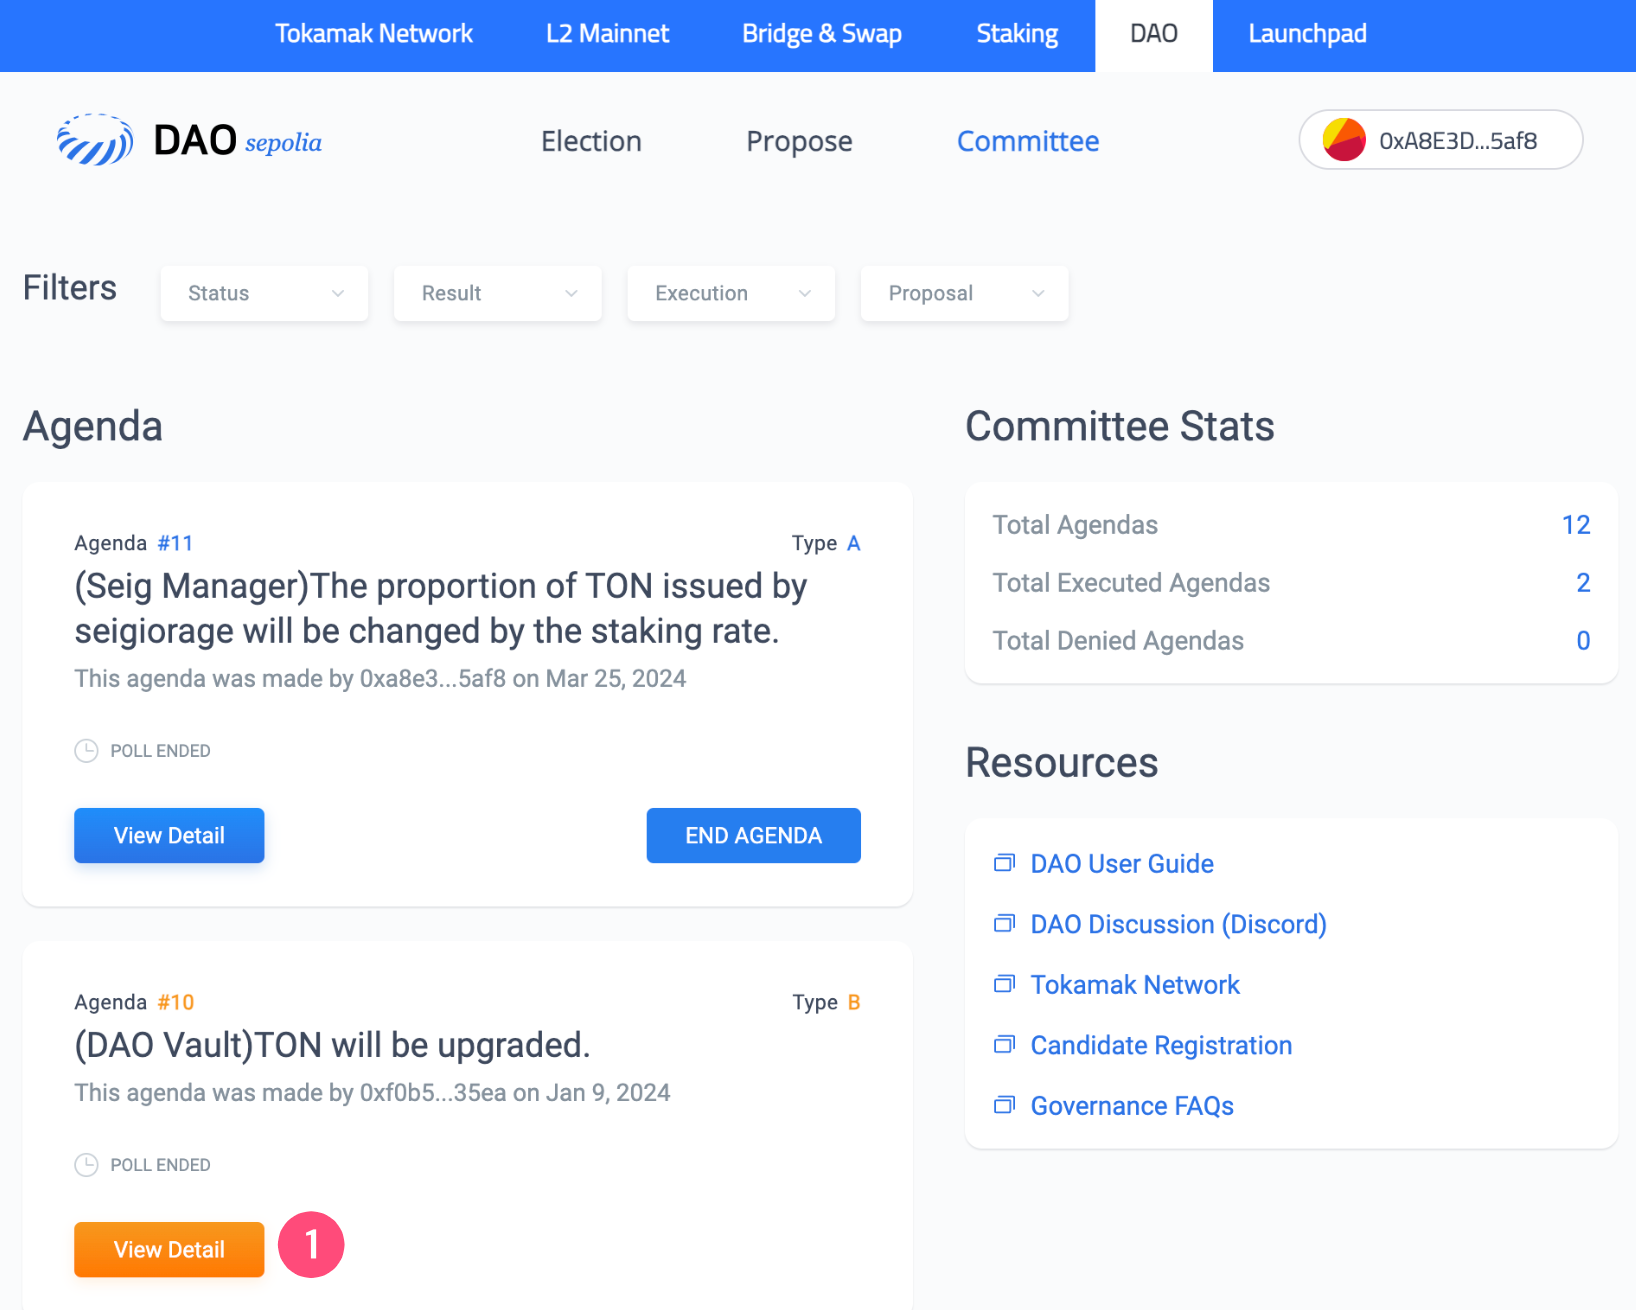 Tokamak Network L2 Mainnet Bridge & Swap Staking DAO Launchpad
DAO sepolia Election Propose Committee 0xA8E3D...5af8
Filters Status Result Execution Proposal
Agenda
Agenda #11 Type A
(Seig Manager)The proportion of TON issued by
seigiorage will be changed by the staking rate.
This agenda was made by 0xa8e3...5af8 on Mar 25, 2024
POLL ENDED
View Detail END AGENDA
Agenda #10 Type B
(DAO Vault)TON will be upgraded.
This agenda was made by 0xf0b5...35ea on Jan 9, 2024
POLL ENDED
View Detail 1
Committee Stats
Total Agendas 12
Total Executed Agendas 2
Total Denied Agendas 0
Resources
DAO User Guide
DAO Discussion (Discord)
Tokamak Network
Candidate Registration
Governance FAQs